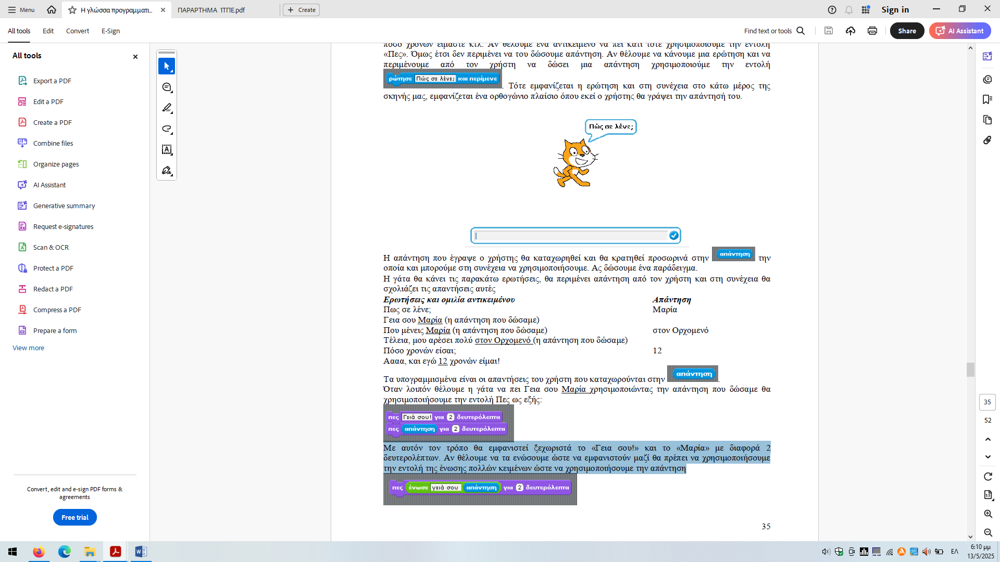 Menu
Η γλώσσα προγραμματι...
ΠΑΡΑΡΤΗΜΑ 1ΤΠΕ.pdf
Create
Sign in
All tools
Edit
Convert
E-Sign
Find text or tools
Share
AI Assistant
All tools
Export a PDF
Edit a PDF
Create a PDF
Combine files
Organize pages
AI Assistant
Generative summary
Request e-signatures
Scan & OCR
Protect a PDF
Redact a PDF
Compress a PDF
Prepare a form
View more
Convert, edit and e-sign PDF forms &
agreements
Free trial
πόσο χρονών είμαστε κτλ. Αν θέλουμε ένα αντικείμενο να πει κάτι τότε χρησιμοποιούμε την εντολή
«Πες». Όμως έτσι δεν περιμένει να του δώσουμε απάντηση. Αν θέλουμε να κάνουμε μια ερώτηση και να
περιμένουμε από τον χρήστη να δώσει μια απάντηση χρησιμοποιούμε την εντολή
ρώτησε Πώς σε λένε; και περίμενε . Τότε εμφανίζεται η ερώτηση και στη συνέχεια στο κάτω μέρος της
σκηνής μας, εμφανίζεται ένα ορθογώνιο πλαίσιο όπου εκεί ο χρήστης θα γράψει την απάντησή του.
Πώς σε λένε;
Η απάντηση που έγραψε ο χρήστης θα καταχωρηθεί και θα κρατηθεί προσωρινά στην απάντηση την
οποία και μπορούμε στη συνέχεια να χρησιμοποιήσουμε. Ας δώσουμε ένα παράδειγμα.
Η γάτα θα κάνει τις παρακάτω ερωτήσεις, θα περιμένει απάντηση από τον χρήστη και στη συνέχεια θα
σχολιάζει τις απαντήσεις αυτές
Ερωτήσεις και ομιλία αντικειμένου Απάντηση
Πως σε λένε; Μαρία
Γεια σου Μαρία (η απάντηση που δώσαμε)
Που μένεις Μαρία (η απάντηση που δώσαμε) στον Ορχομενό
Τέλεια, μου αρέσει πολύ στον Ορχομενό (η απάντηση που δώσαμε)
Πόσο χρονών είσαι; 12
Αααα, και εγώ 12 χρονών είμαι!
Τα υπογραμμισμένα είναι οι απαντήσεις του χρήστη που καταχωρούνται στην απάντηση .
Όταν λοιπόν θέλουμε η γάτα να πει Γεια σου Μαρία χρησιμοποιώντας την απάντηση που δώσαμε θα
χρησιμοποιήσουμε την εντολή Πες ως εξής:
πες Γειά σου! για 2 δευτερόλεπτα
πες απάντηση για 2 δευτερόλεπτα
Με αυτόν τον τρόπο θα εμφανιστεί ξεχωριστά το «Γεια σου!» και το «Μαρία» με διαφορά 2
δευτερολέπτων. Αν θέλουμε να τα ενώσουμε ώστε να εμφανιστούν μαζί θα πρέπει να χρησιμοποιήσουμε
την εντολή της ένωσης πολλών κειμένων ώστε να χρησιμοποιήσουμε την απάντηση
πες ένωσε γειά σου απάντηση για 2 δευτερόλεπτα
35
35
52
ΕΛ
6:10 μμ
13/5/2025